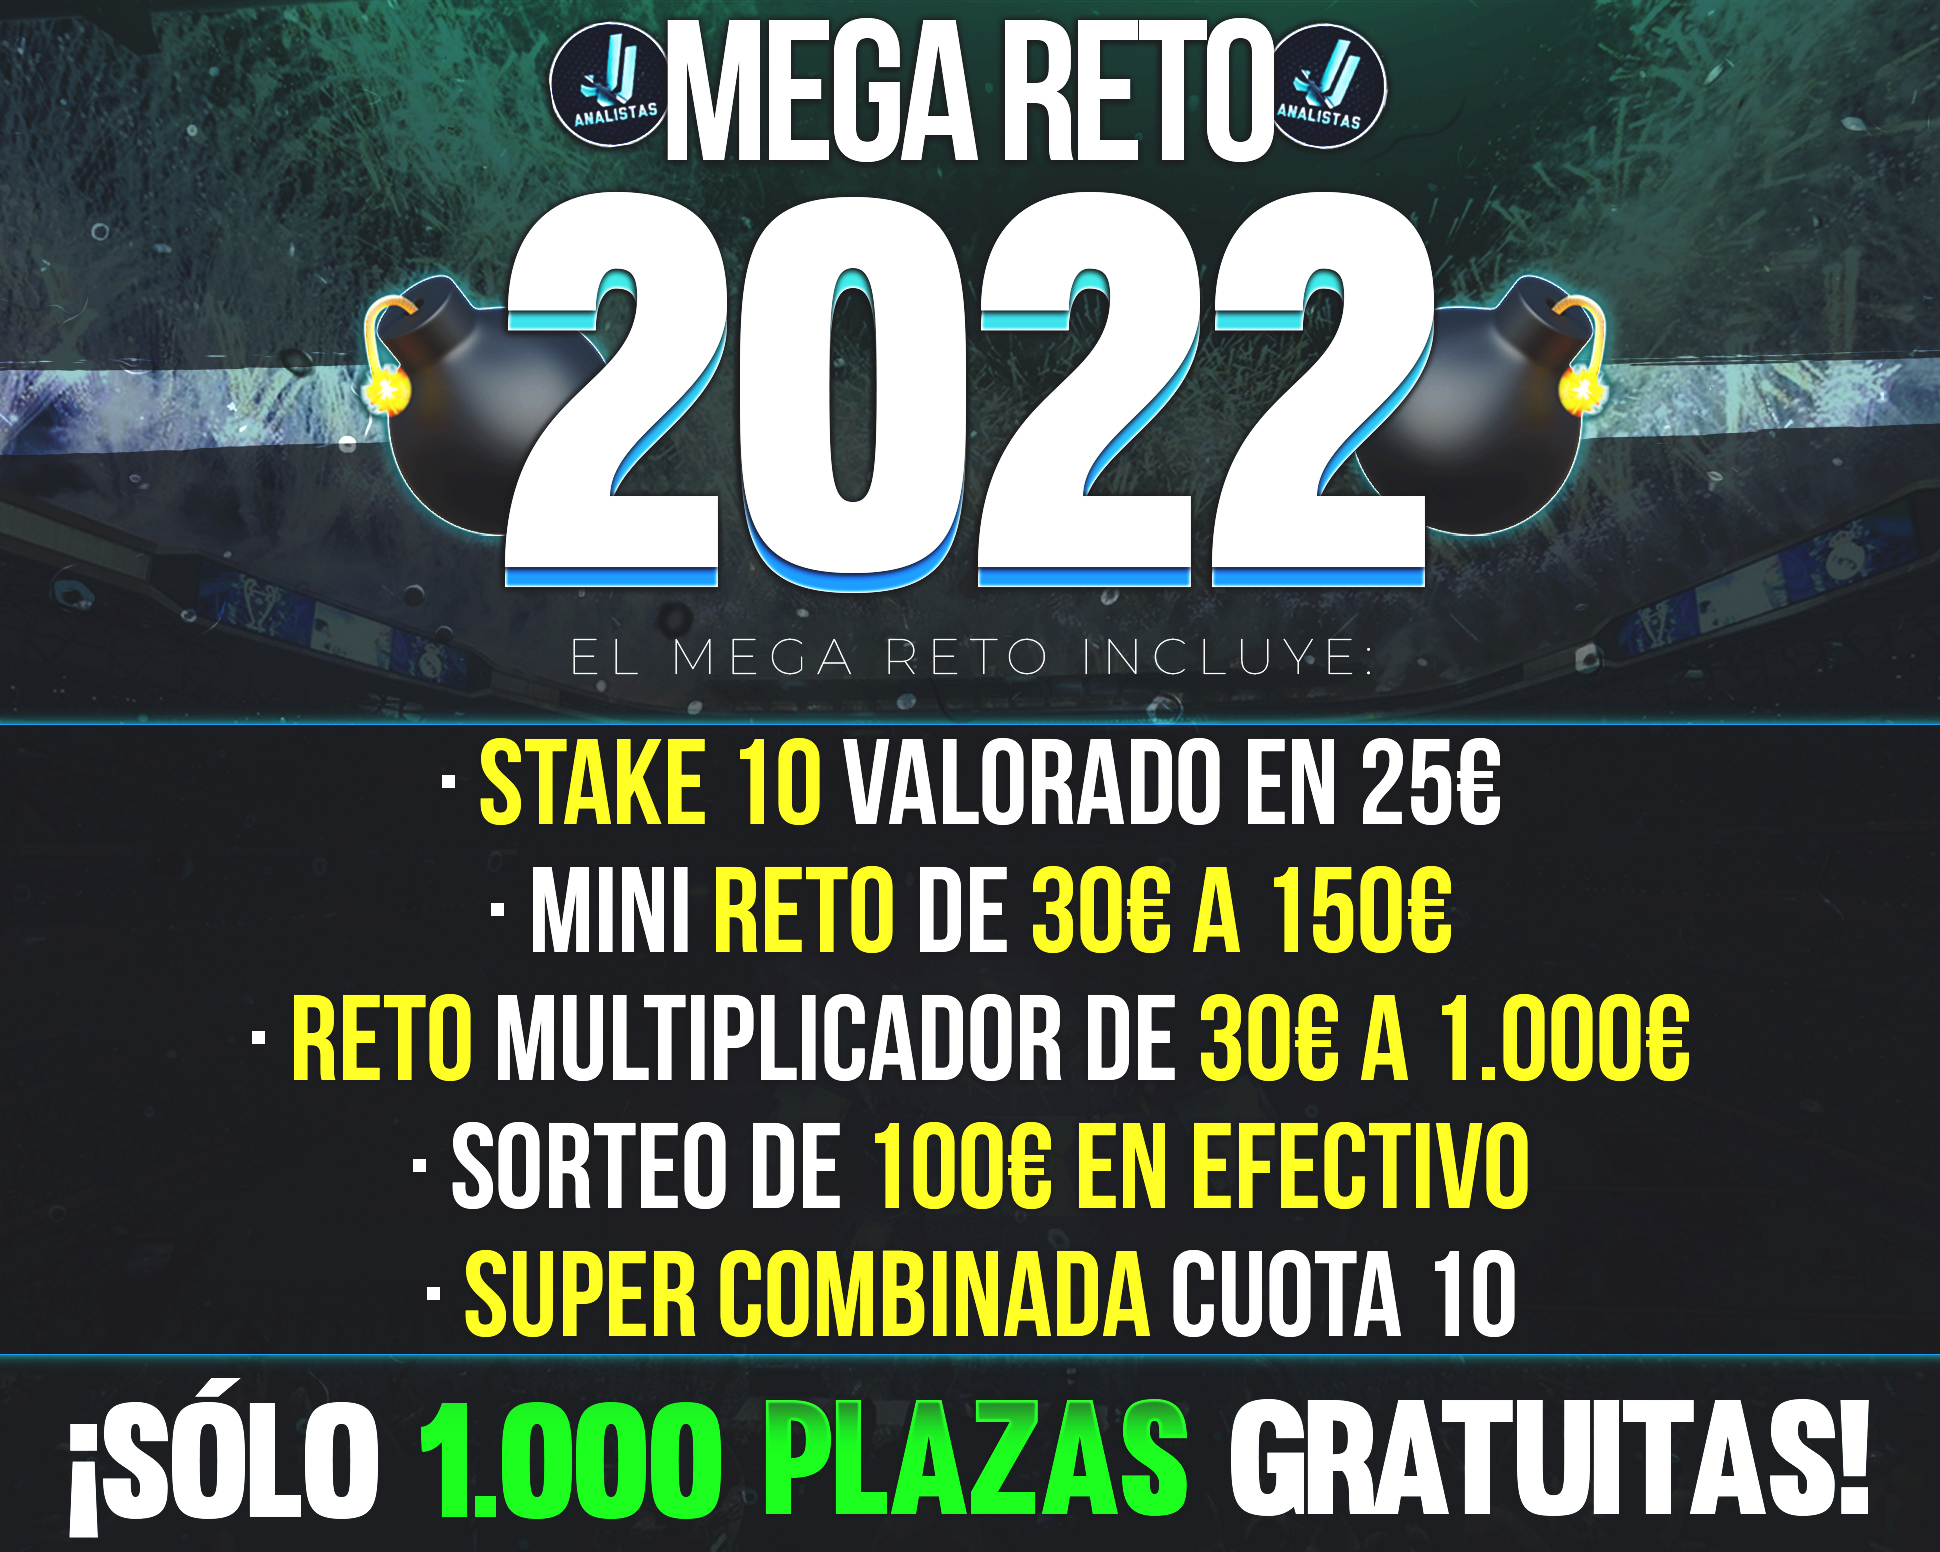 ANALISTAS MEGA RETO ANALISTAS
2022
EL MEGA RETO INCLUYE:
· STAKE 10 VALORADO EN 25€
· MINI RETO DE 30€ A 150€
· RETO MULTIPLICADOR DE 30€ A 1.000€
· SORTEO DE 100€ EN EFECTIVO
· SUPER COMBINADA CUOTA 10
¡SÓLO 1.000 PLAZAS GRATUITAS!